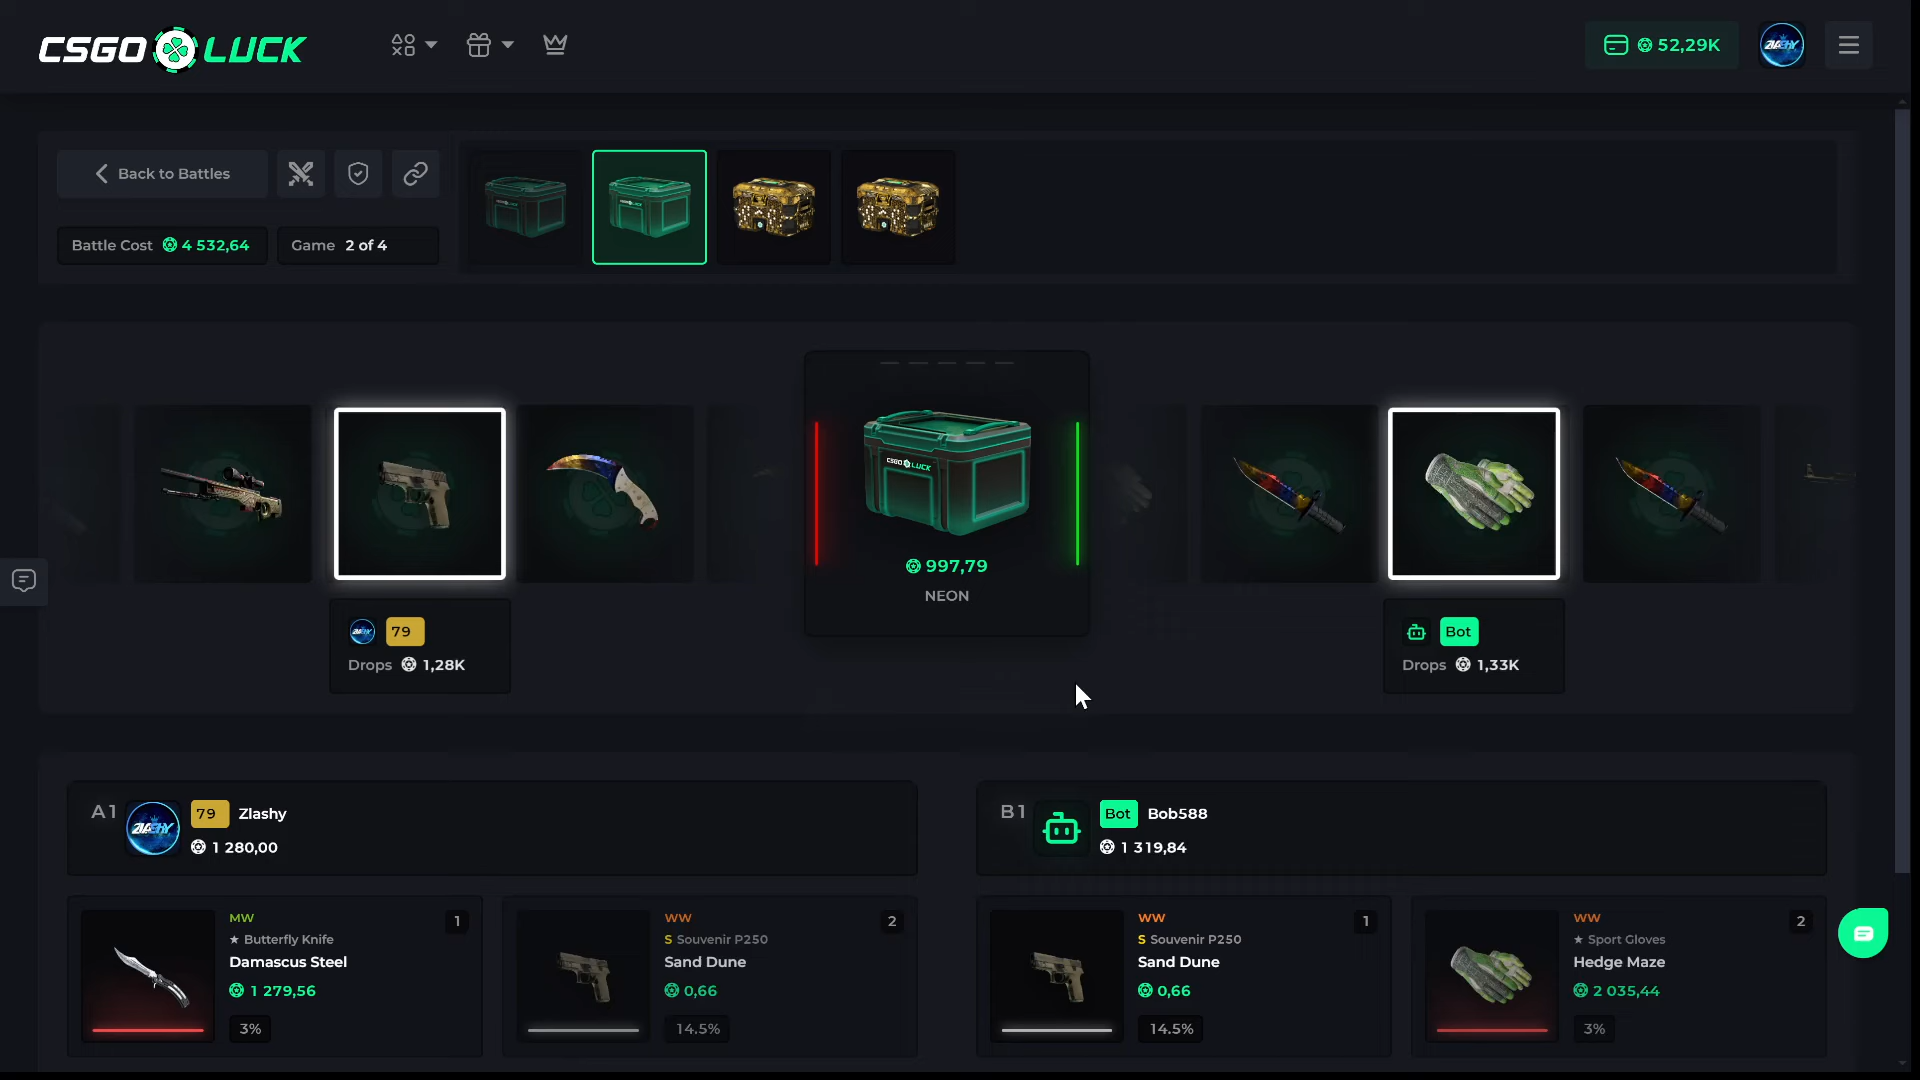 CSGO LUCK
52,29K
Back to Battles
Battle Cost 4 532,64
Game 2 of 4
CSGO LUCK
997,79
NEON
79
Drops 1,28K
Bot
Drops 1,33K
A1
79 Zlashy
1 280,00
B1
Bot Bob588
1 319,84
MW
1
★ Butterfly Knife
Damascus Steel
1 279,56
3%
WW
2
S Souvenir P250
Sand Dune
0,66
14.5%
WW
1
S Souvenir P250
Sand Dune
0,66
14.5%
WW
2
★ Sport Gloves
Hedge Maze
2 035,44
3%